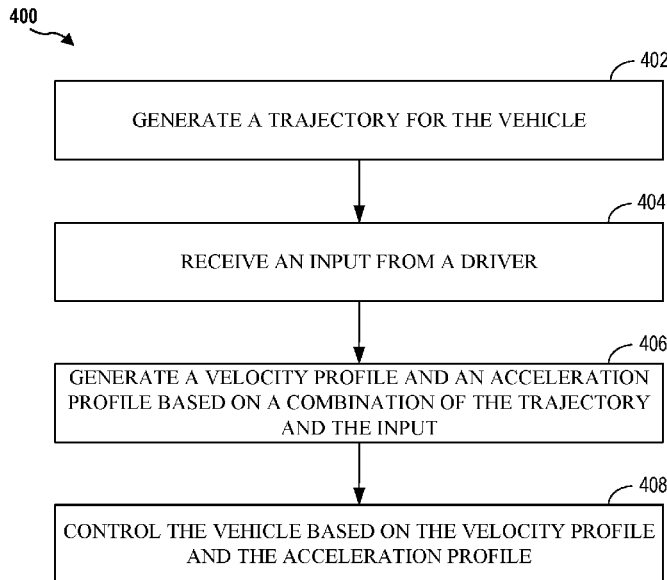 400
402
GENERATE A TRAJECTORY FOR THE VEHICLE
404
RECEIVE AN INPUT FROM A DRIVER
406
GENERATE A VELOCITY PROFILE AND AN ACCELERATION
PROFILE BASED ON A COMBINATION OF THE TRAJECTORY
AND THE INPUT
408
CONTROL THE VEHICLE BASED ON THE VELOCITY PROFILE
AND THE ACCELERATION PROFILE